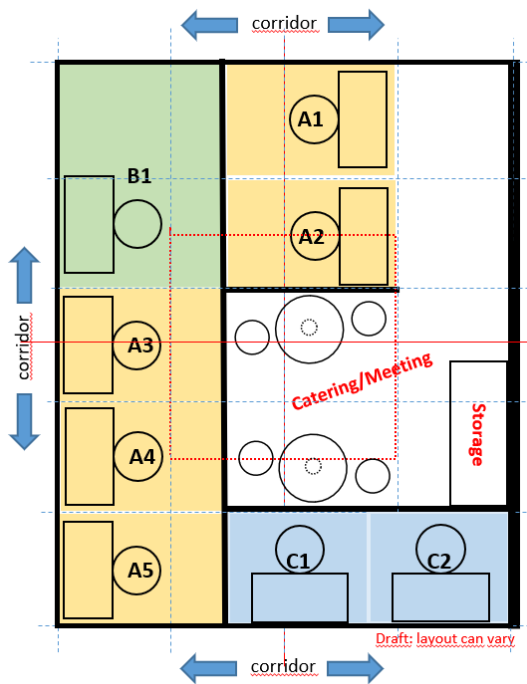 corridor
A1
B1
A2
corridor
A3
Catering/Meeting
Storage
A4
C1
C2
A5
Draft: layout can vary
corridor